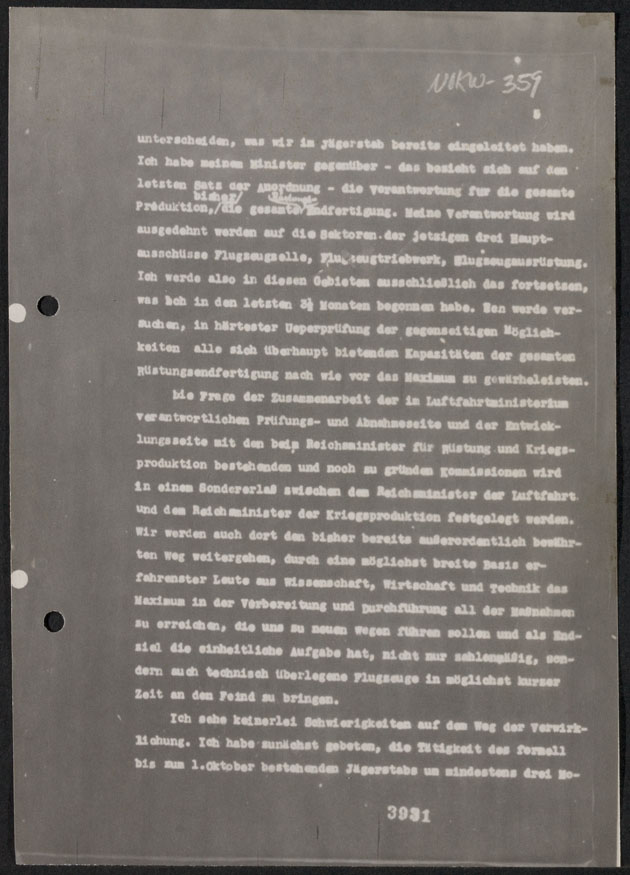 NOKW-359
5
unterscheiden, was wir im Jägerstab bereits eingeleitet haben.
Ich habe meinem Minister gegenüber - das bezieht sich auf den
letzten Satz der Anordnung - die Verantwortung für die gesamte
bisher/
Produktion,/die gesamte Endfertigung. Meine Verantwortung wird
ausgedehnt werden auf die Sektoren der jetzigen drei Haupt-
ausschüsse Flugzeugzelle, Flugzeugtriebwerk, Flugzeugausrüstung.
Ich werde also in diesen Gebieten ausschließlich das fortsetzen,
was ich in den letzten 3½ Monaten begonnen habe. Men werde ver-
suchen, in härtester Ueperprüfung der gegenseitigen Möglich-
keiten alle sich überhaupt bietenden Kapazitäten der gesamten
Rüstungsendfertigung nach wie vor das Maximum zu gewährleisten.
Die Frage der Zusammenarbeit der im Luftfahrtministerium
verantwortlichen Prüfungs- und Abnahmeseite und der Entwick-
lungsseite mit den beim Reichsminister für Rüstung und Kriegs-
produktion bestehenden und noch zu gründen Kommissionen wird
in einem Sondererlaß zwischen dem Reichsminister der Luftfahrt
und dem Reichsminister der Kriegsproduktion festgelegt werden.
Wir werden auch dort den bisher bereits außerordentlich bewähr-
ten Weg weitergehen, durch eine möglichst breite Basis er-
fahrenster Leute aus Wissenschaft, Wirtschaft und Technik das
Maximum in der Vorbereitung und Durchführung all der Maßnahmen
zu erreichen, die uns zu neuen Wegen führen sollen und als End-
ziel die einheitliche Aufgabe hat, nicht nur zahlenmäßig, son-
dern auch technisch überlegene Flugzeuge in möglichst kurzer
Zeit an den Feind zu bringen.
Ich sehe keinerlei Schwierigkeiten auf dem Weg der Verwirk-
lichung. Ich habe zunächst gebeten, die Tätigkeit des formell
bis zum 1.Oktober bestehenden Jägerstabs um mindestens drei Mo-
3931